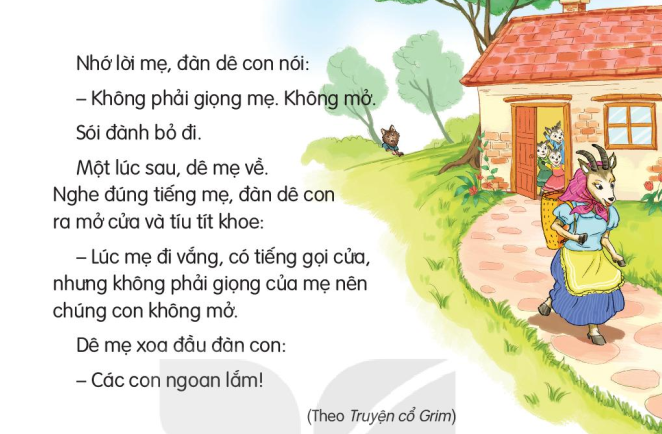 Nhớ lời mẹ, đàn dê con nói:
– Không phải giọng mẹ. Không mở.
Sói đành bỏ đi.
Một lúc sau, dê mẹ về.
Nghe đúng tiếng mẹ, đàn dê con
ra mở cửa và tíu tít khoe:
– Lúc mẹ đi vắng, có tiếng gọi cửa,
nhưng không phải giọng của mẹ nên
chúng con không mở.
Dê mẹ xoa đầu đàn con:
– Các con ngoan lắm!
(Theo Truyện cổ Grim)